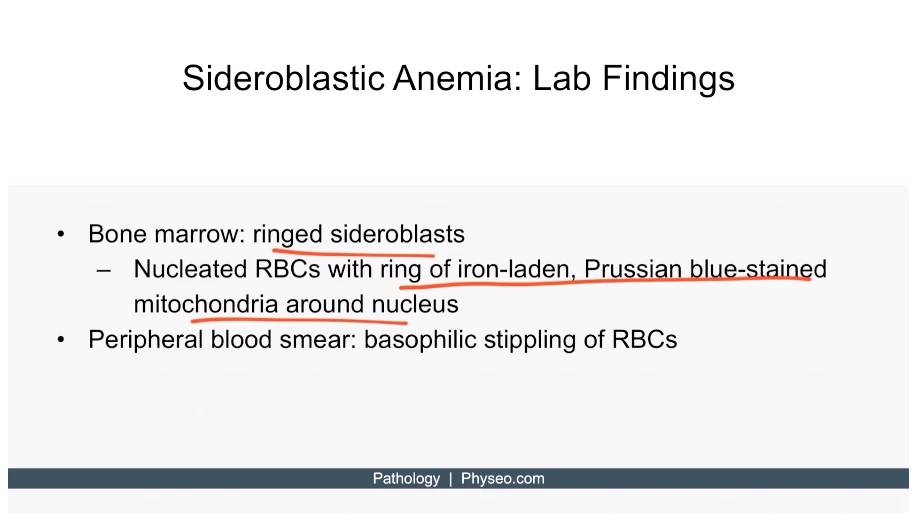 Sideroblastic Anemia: Lab Findings
• Bone marrow: ringed sideroblasts
– Nucleated RBCs with ring of iron-laden, Prussian blue-stained
mitochondria around nucleus
• Peripheral blood smear: basophilic stippling of RBCs
Pathology | Physeo.com